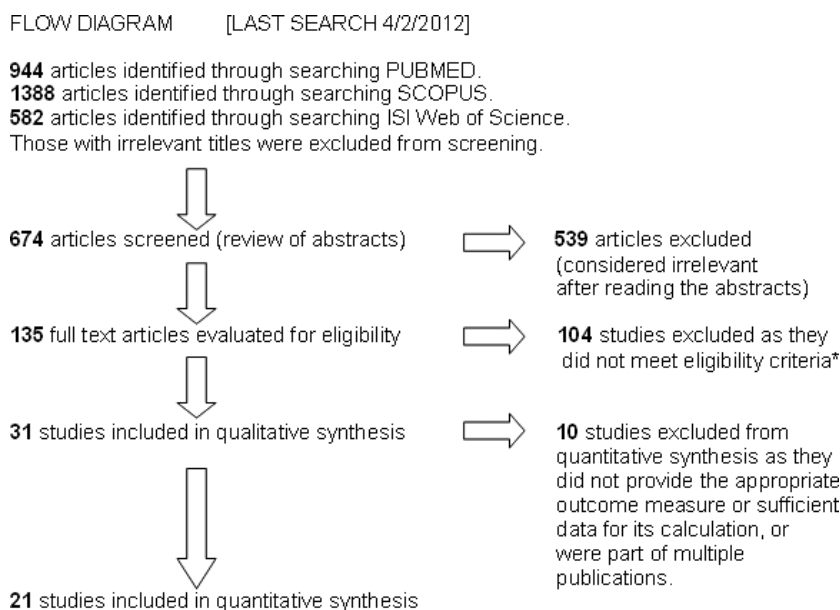 FLOW DIAGRAM [LAST SEARCH 4/2/2012]
944 articles identified through searching PUBMED.
1388 articles identified through searching SCOPUS.
582 articles identified through searching ISI Web of Science.
Those with irrelevant titles were excluded from screening.
674 articles screened (review of abstracts)
539 articles excluded
(considered irrelevant
after reading the abstracts)
135 full text articles evaluated for eligibility
104 studies excluded as they
did not meet eligibility criteria*
31 studies included in qualitative synthesis
10 studies excluded from
quantitative synthesis as they
did not provide the appropriate
outcome measure or sufficient
data for its calculation, or
were part of multiple
publications.
21 studies included in quantitative synthesis